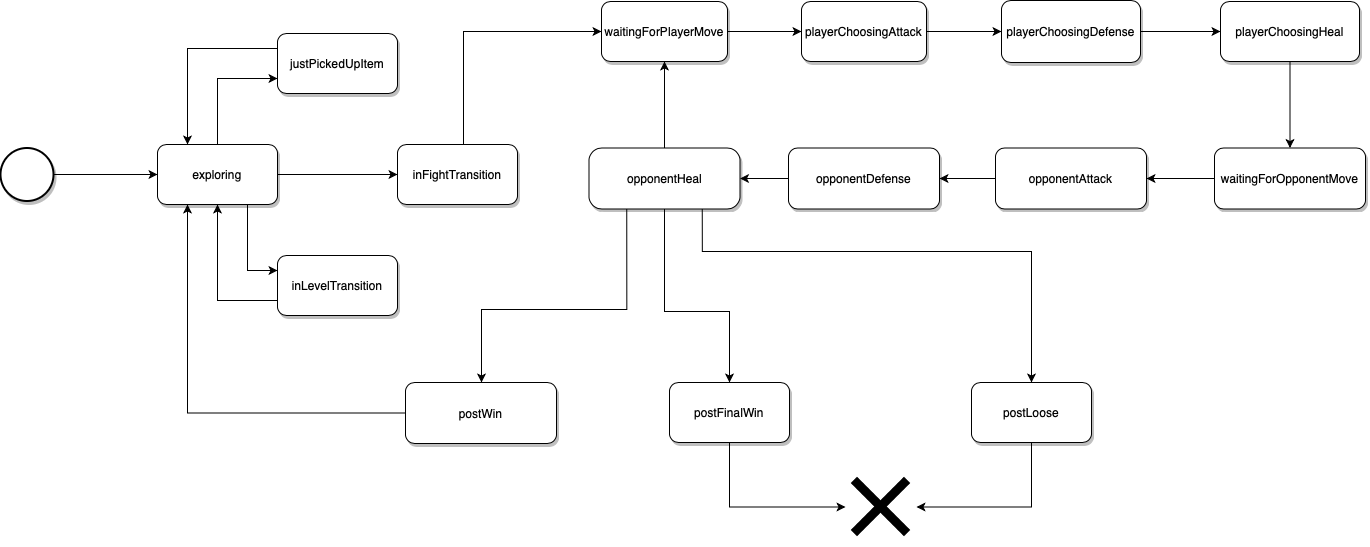 waitingForPlayerMove
playerChoosingAttack
playerChoosingDefense
playerChoosingHeal
justPickedUpItem
exploring
inFightTransition
opponentHeal
opponentDefense
opponentAttack
waitingForOpponentMove
inLevelTransition
postWin
postFinalWin
postLoose